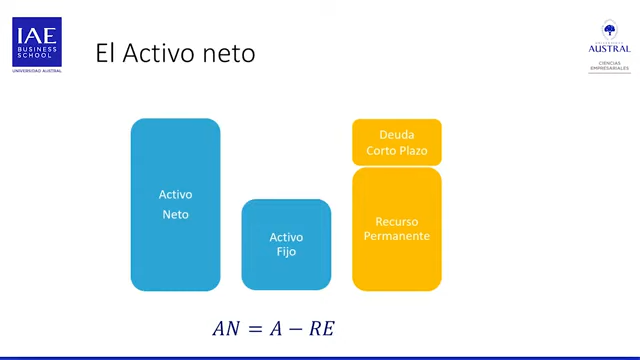 IAE
BUSINESS
SCHOOL
UNIVERSIDAD AUSTRAL
El Activo neto
UNIVERSIDAD
AUSTRAL
CIENCIAS
EMPRESARIALES
Activo
Neto
Activo
Fijo
Deuda
Corto Plazo
Recurso
Permanente
AN = A − RE